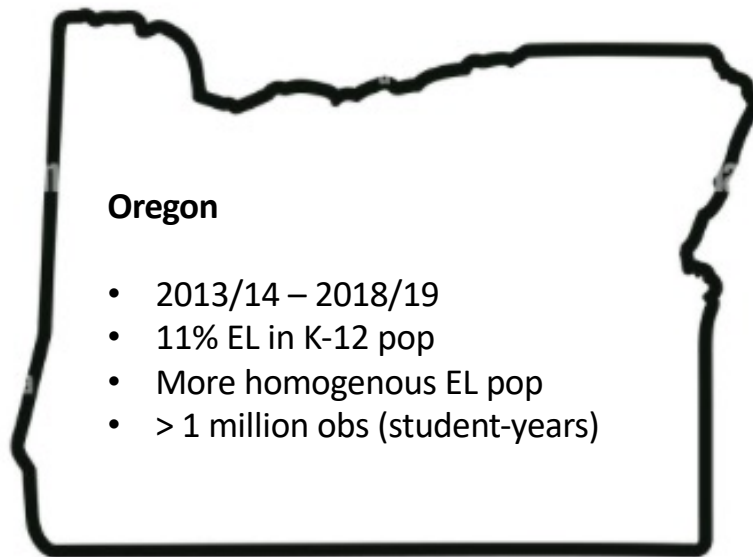 Oregon
• 2013/14 – 2018/19
• 11% EL in K-12 pop
• More homogenous EL pop
• > 1 million obs (student-years)